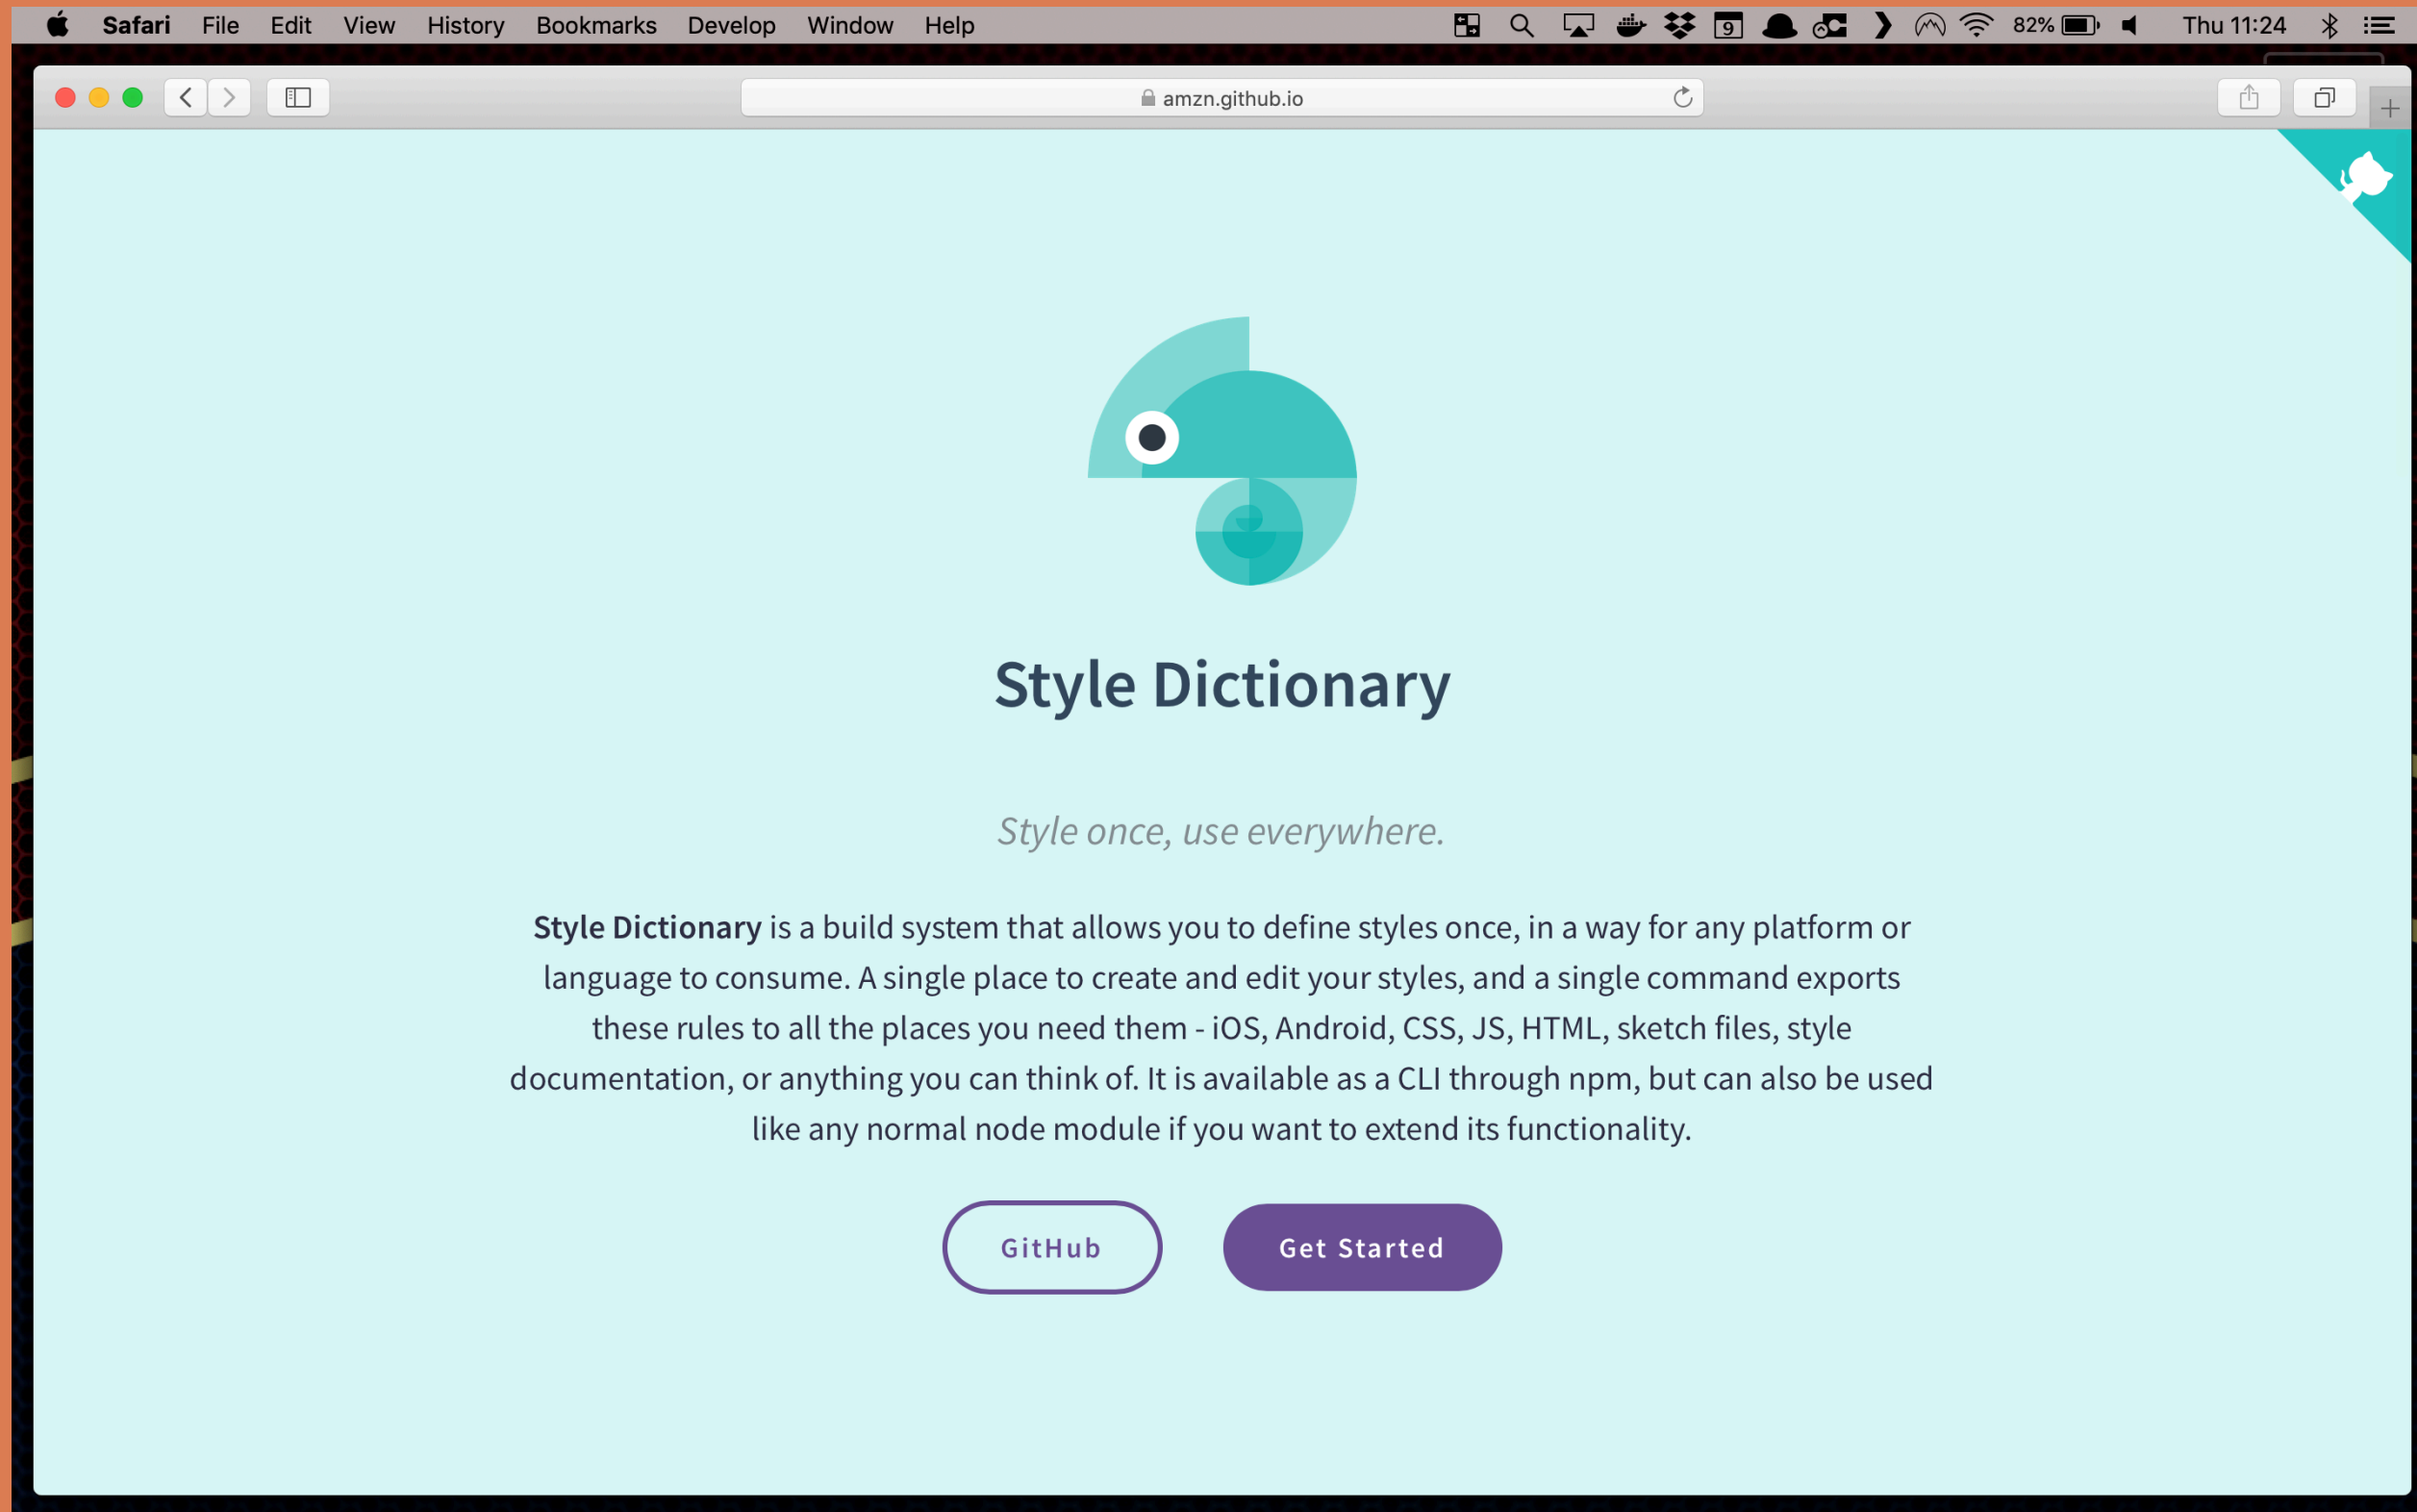 Safari File Edit View History Bookmarks Develop Window Help 9 82% Thu 11:24
amzn.github.io
Style Dictionary
Style once, use everywhere.
Style Dictionary is a build system that allows you to define styles once, in a way for any platform or
language to consume. A single place to create and edit your styles, and a single command exports
these rules to all the places you need them - iOS, Android, CSS, JS, HTML, sketch files, style
documentation, or anything you can think of. It is available as a CLI through npm, but can also be used
like any normal node module if you want to extend its functionality.
GitHub Get Started